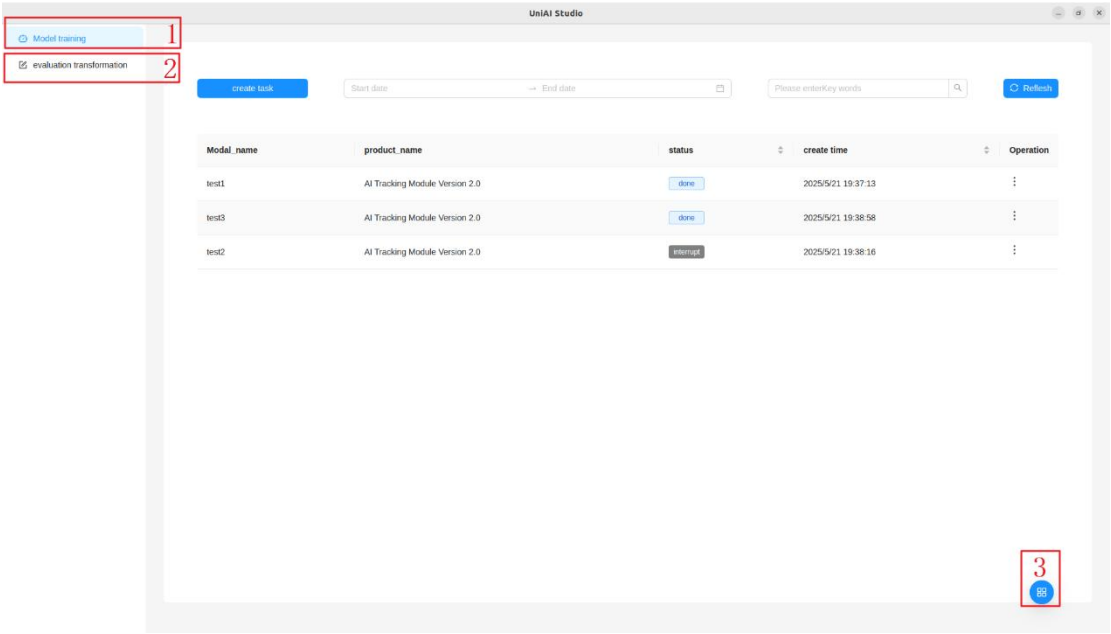 UniAI Studio
Model training 1
evaluation transformation 2
create task Start date → End date Please enterKey words Reflesh
Modal_name product_name status create time Operation
test1 AI Tracking Module Version 2.0 done 2025/5/21 19:37:13
test3 AI Tracking Module Version 2.0 done 2025/5/21 19:38:58
test2 AI Tracking Module Version 2.0 interrupt 2025/5/21 19:38:16
3